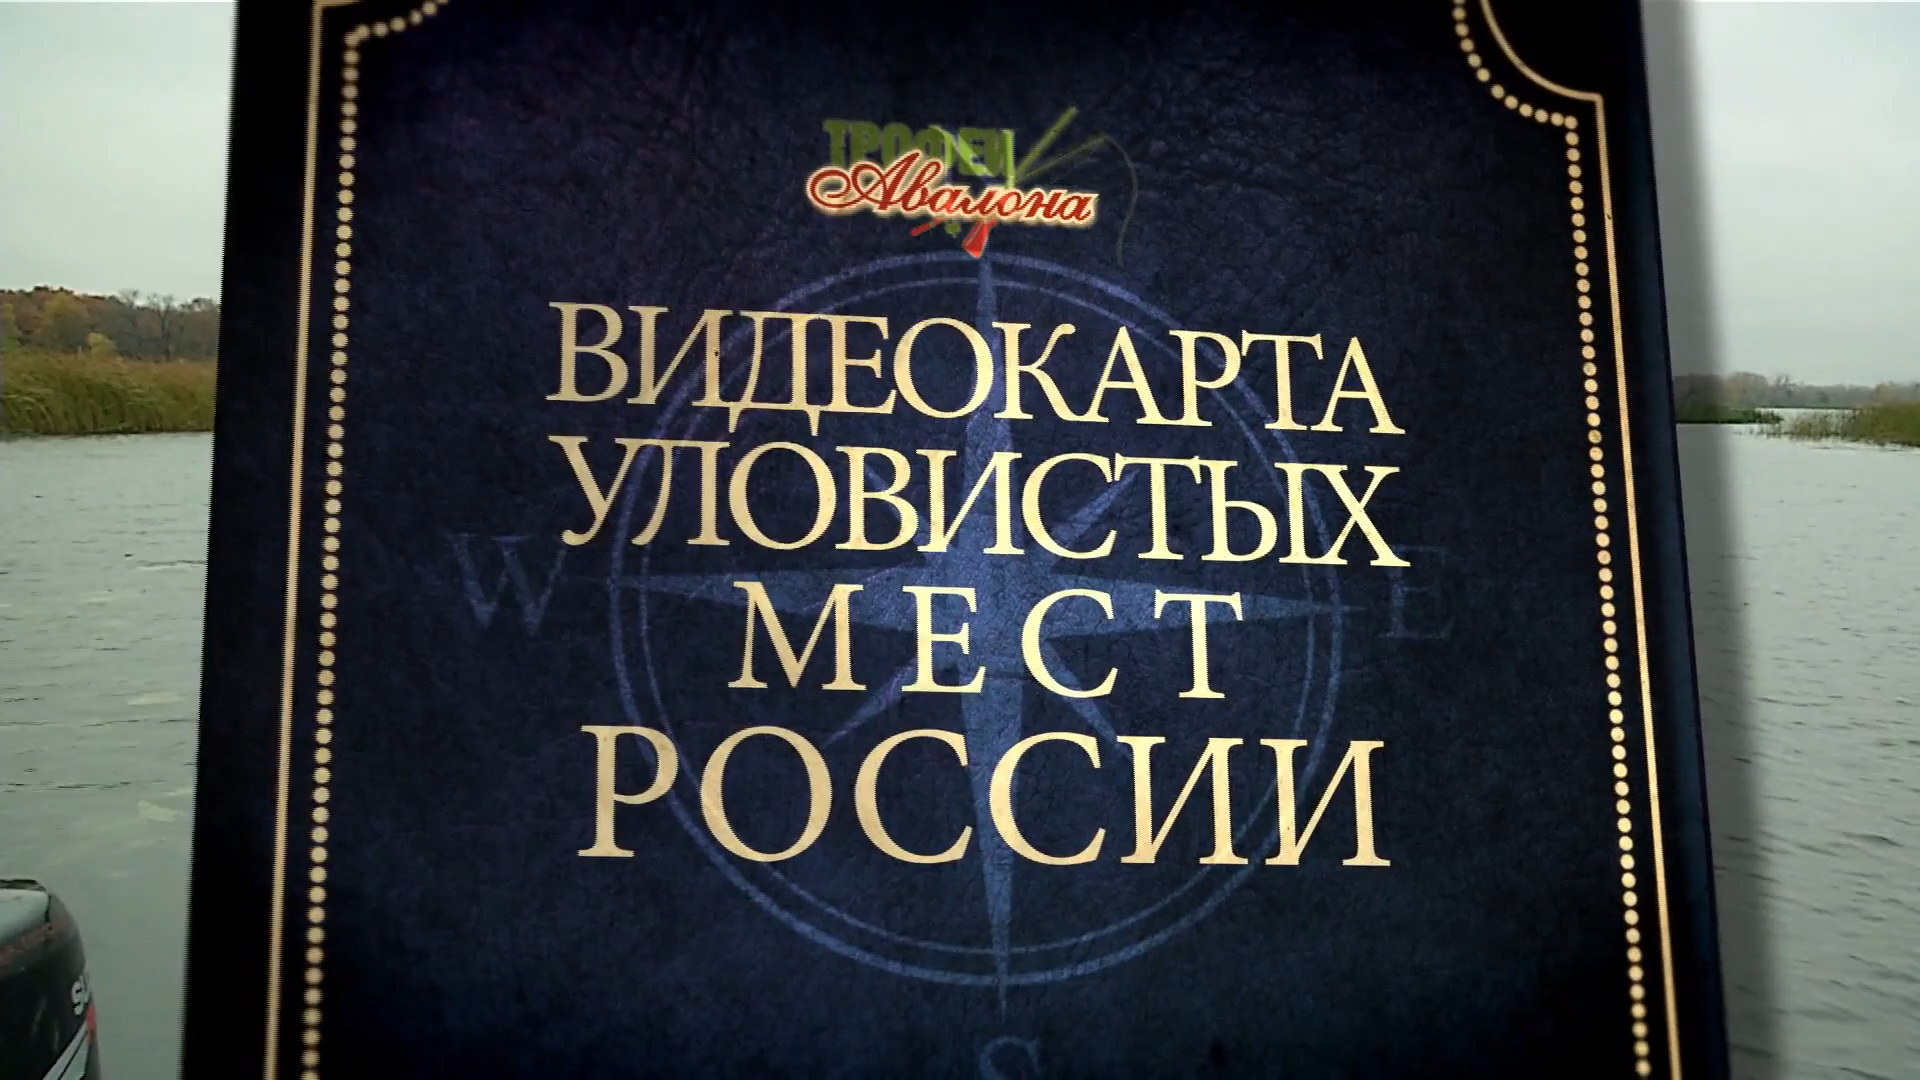 ТРОФЕИ
Авалона
ВИДЕОКАРТА
УЛОВИСТЫХ
W E
МЕСТ
РОССИИ
S